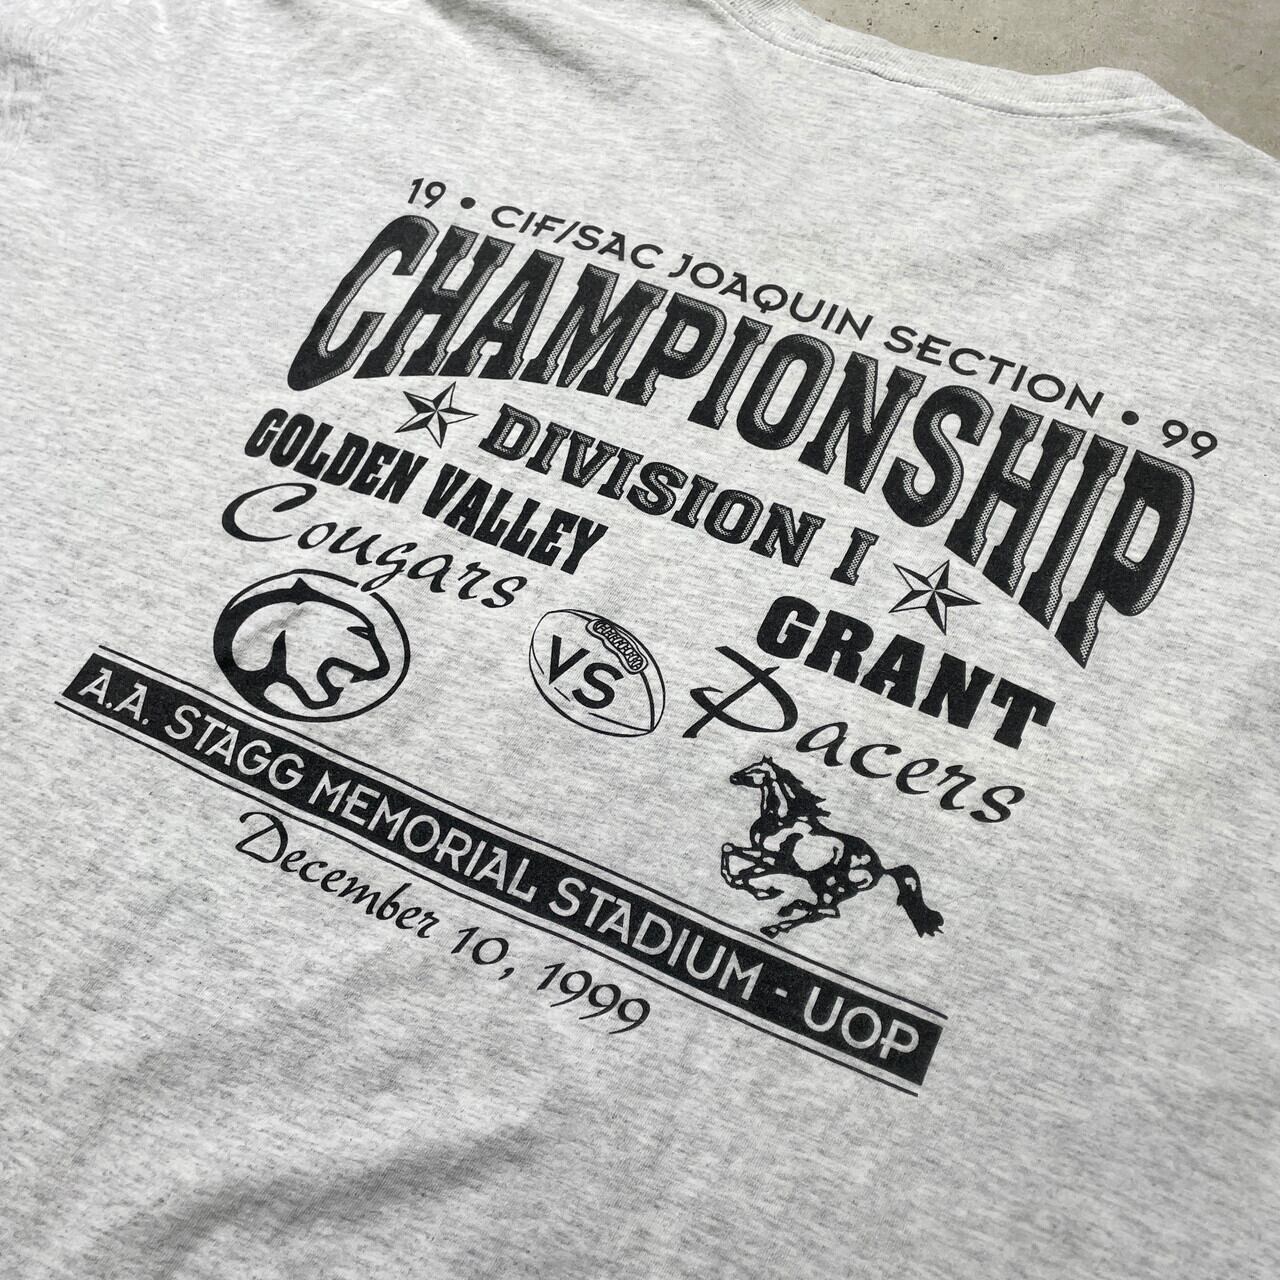 19 • CIF/SAC JOAQUIN SECTION • 99
CHAMPIONSHIP
DIVISION I
GOLDEN VALLEY
Cougars
VS
GRANT
Pacers
A.A. STAGG MEMORIAL STADIUM - UOP
December 10, 1999